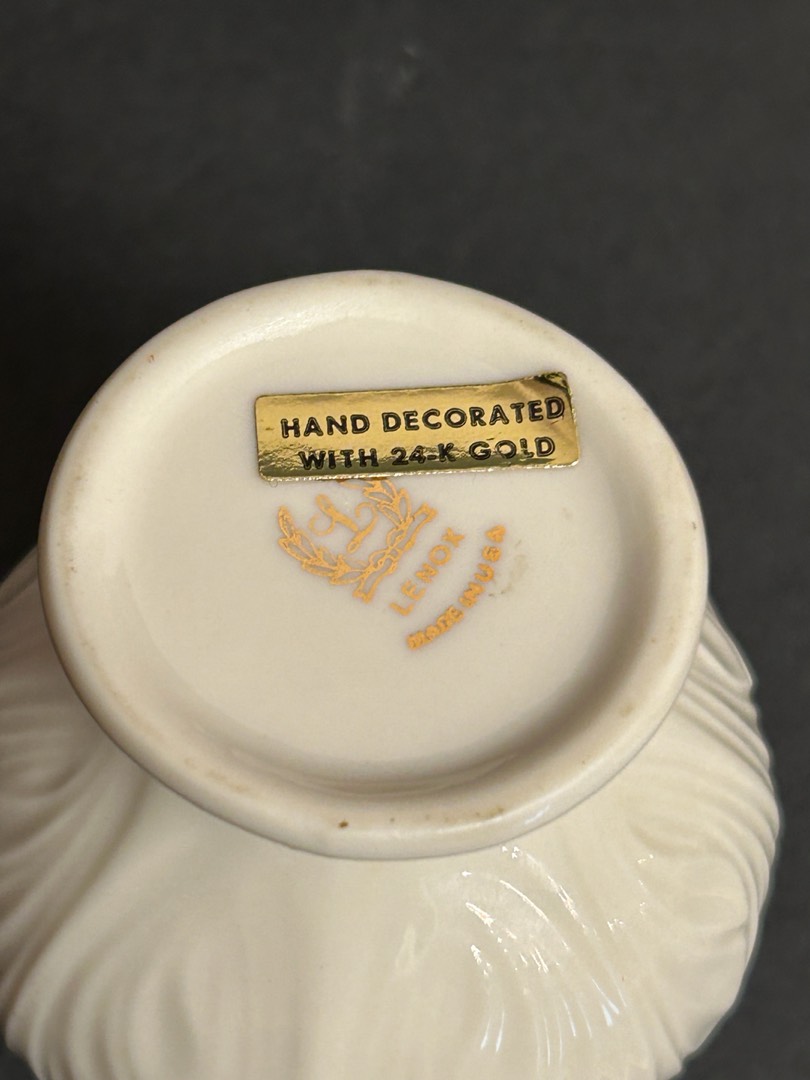 HAND DECORATED
WITH 24-K GOLD
L
LENOX
MADE IN USA